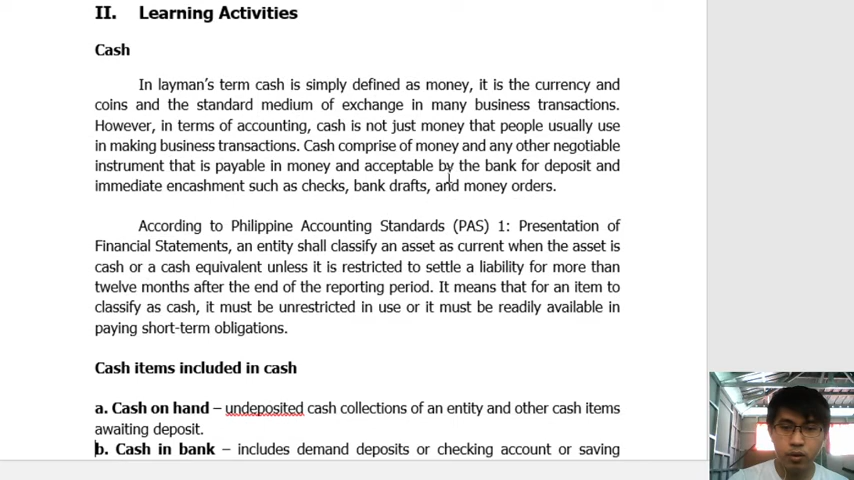 II. Learning Activities
Cash
In layman's term cash is simply defined as money, it is the currency and
coins and the standard medium of exchange in many business transactions.
However, in terms of accounting, cash is not just money that people usually use
in making business transactions. Cash comprise of money and any other negotiable
instrument that is payable in money and acceptable by the bank for deposit and
immediate encashment such as checks, bank drafts, and money orders.
According to Philippine Accounting Standards (PAS) 1: Presentation of
Financial Statements, an entity shall classify an asset as current when the asset is
cash or a cash equivalent unless it is restricted to settle a liability for more than
twelve months after the end of the reporting period. It means that for an item to
classify as cash, it must be unrestricted in use or it must be readily available in
paying short-term obligations.
Cash items included in cash
a. Cash on hand – undeposited cash collections of an entity and other cash items
awaiting deposit.
b. Cash in bank – includes demand deposits or checking account or saving